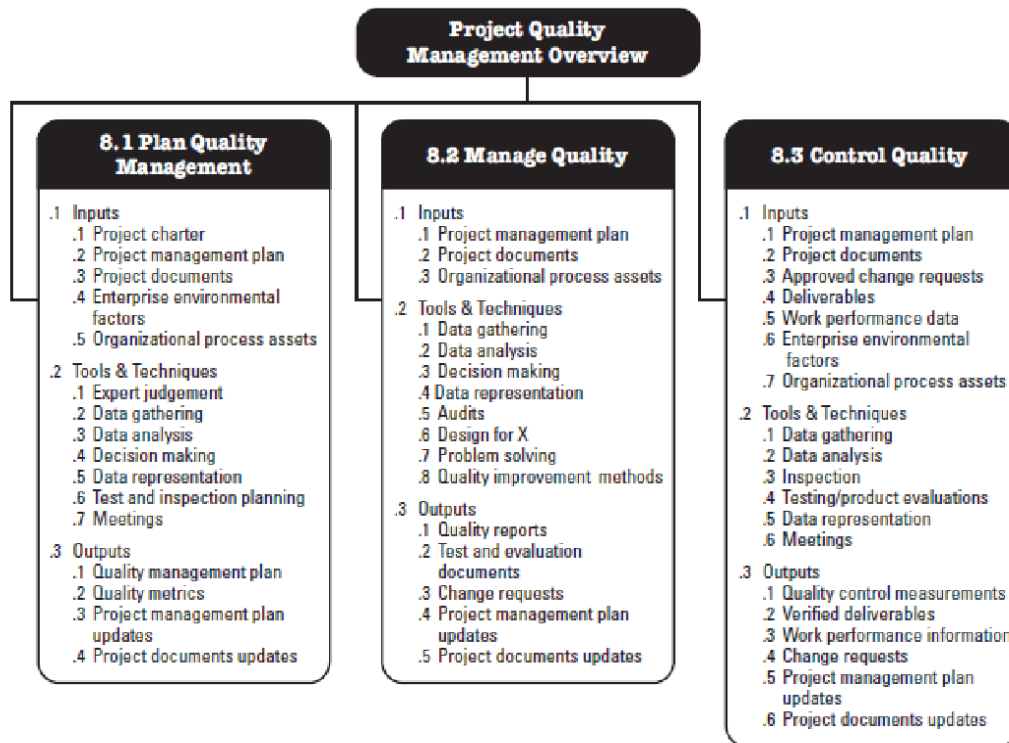 Project Quality
Management Overview
8.1 Plan Quality
Management
.1 Inputs
.1 Project charter
.2 Project management plan
.3 Project documents
.4 Enterprise environmental
factors
.5 Organizational process assets
.2 Tools & Techniques
.1 Expert judgement
.2 Data gathering
.3 Data analysis
.4 Decision making
.5 Data representation
.6 Test and inspection planning
.7 Meetings
.3 Outputs
.1 Quality management plan
.2 Quality metrics
.3 Project management plan
updates
.4 Project documents updates
8.2 Manage Quality
.1 Inputs
.1 Project management plan
.2 Project documents
.3 Organizational process assets
.2 Tools & Techniques
.1 Data gathering
.2 Data analysis
.3 Decision making
.4 Data representation
.5 Audits
.6 Design for X
.7 Problem solving
.8 Quality improvement methods
.3 Outputs
.1 Quality reports
.2 Test and evaluation
documents
.3 Change requests
.4 Project management plan
updates
.5 Project documents updates
8.3 Control Quality
.1 Inputs
.1 Project management plan
.2 Project documents
.3 Approved change requests
.4 Deliverables
.5 Work performance data
.6 Enterprise environmental
factors
.7 Organizational process assets
.2 Tools & Techniques
.1 Data gathering
.2 Data analysis
.3 Inspection
.4 Testing/product evaluations
.5 Data representation
.6 Meetings
.3 Outputs
.1 Quality control measurements
.2 Verified deliverables
.3 Work performance information
.4 Change requests
.5 Project management plan
updates
.6 Project documents updates